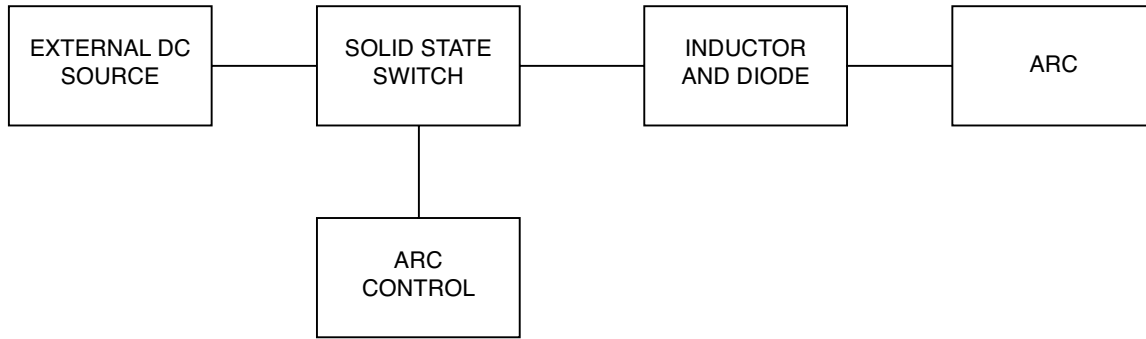 EXTERNAL DC
SOURCE
SOLID STATE
SWITCH
INDUCTOR
AND DIODE
ARC
ARC
CONTROL